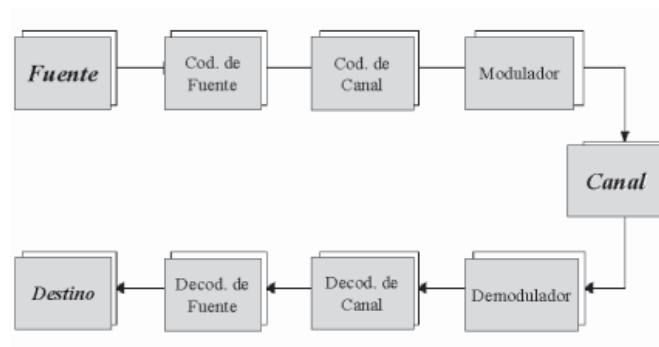 Fuente
Cod. de
Fuente
Cod. de
Canal
Modulador
Canal
Destino
Decod. de
Fuente
Decod. de
Canal
Demodulador